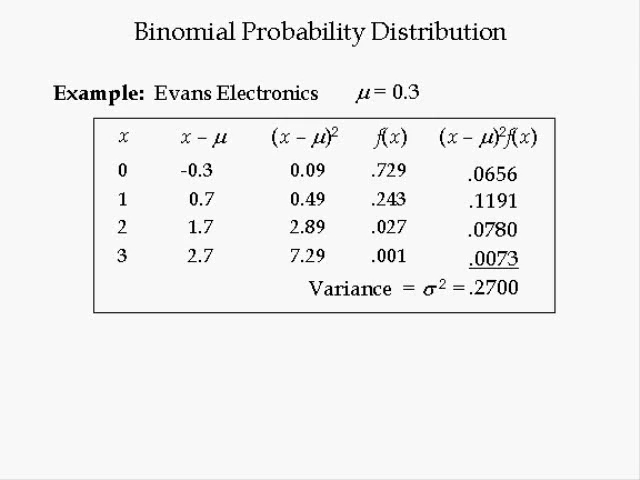 Binomial Probability Distribution
Example: Evans Electronics μ = 0.3
x x – μ (x – μ)² f(x) (x – μ)²f(x)
0 -0.3 0.09 .729 .0656
1 0.7 0.49 .243 .1191
2 1.7 2.89 .027 .0780
3 2.7 7.29 .001 .0073
Variance = σ² = .2700